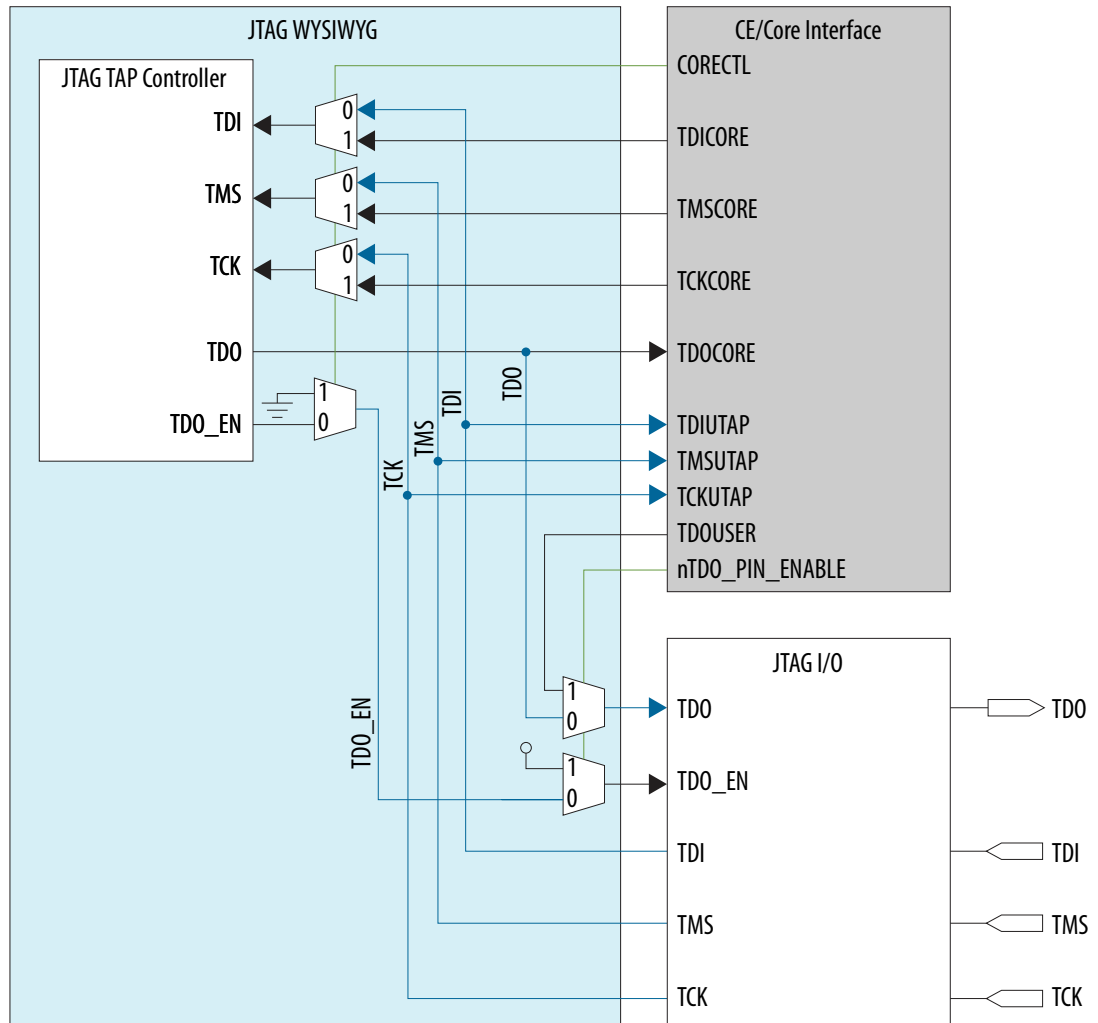 JTAG WYSIWYG
CE/Core Interface
JTAG TAP Controller
CORECTL
TDI
0
1
TDICORE
TMS
0
1
TMSCORE
TCK
0
1
TCKCORE
TDO
TDOCORE
TDO
1
0
TDO_EN
TDI
TMS
TCK
TDIUTAP
TMSUTAP
TCKUTAP
TDOUSER
nTDO_PIN_ENABLE
JTAG I/O
TDO_EN
1
0
TDO
TDO
1
0
TDO_EN
TDI
TDI
TMS
TMS
TCK
TCK